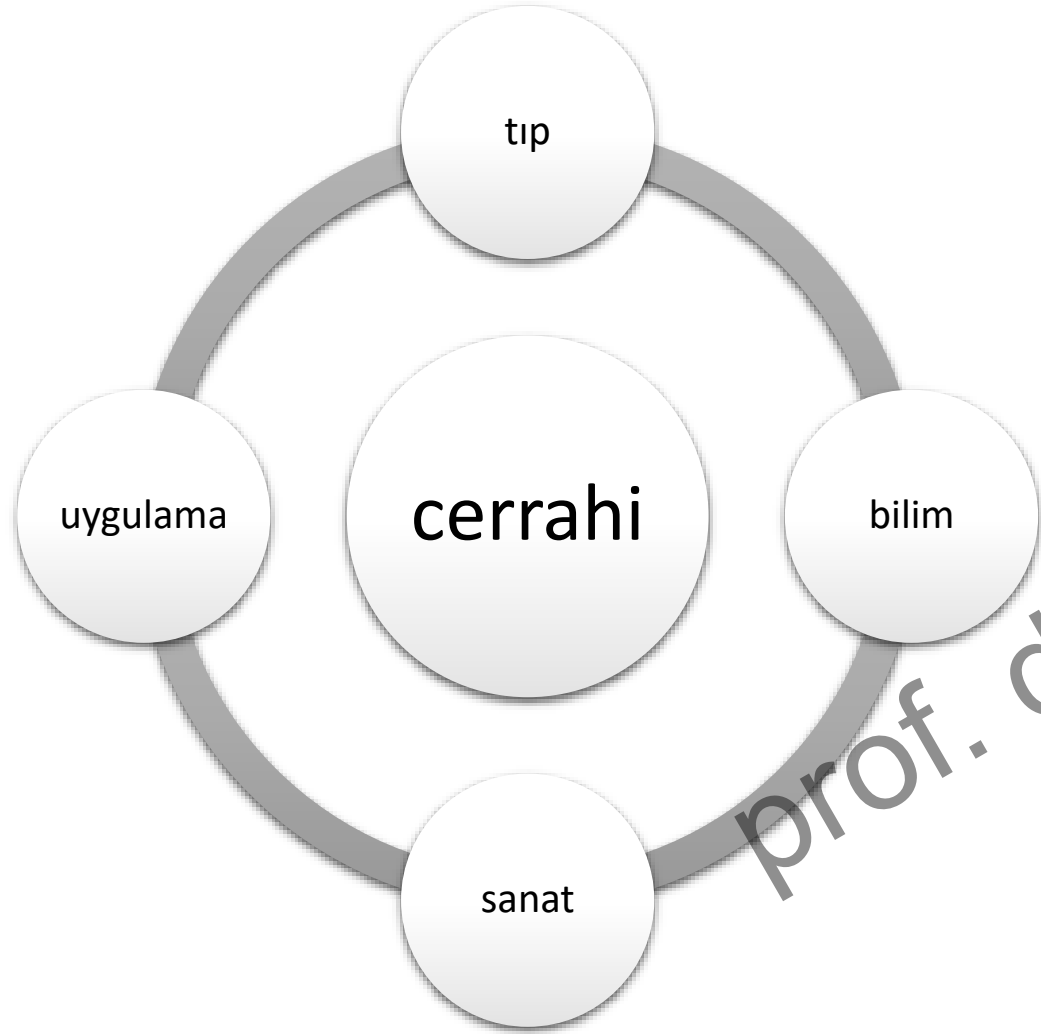 tıp
uygulama
cerrahi
bilim
sanat
prof.